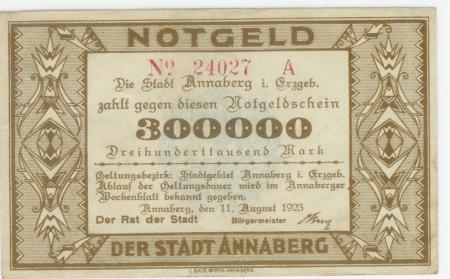 NOTGELD
No 24027 A
Die Stadt Annaberg i. Erzgeb.
zahlt gegen diesen Notgeldschein
300000
Dreihunderttausend Mark
Geltungsbezirk: Stadtgebiet Annaberg i. Erzgeb.
Ablauf der Geltungsdauer wird im Annaberger
Wochenblatt bekannt gegeben.
Annaberg, den 11. August 1923
Der Rat der Stadt Bürgermeister
DER STADT ANNABERG
ANNABERG.